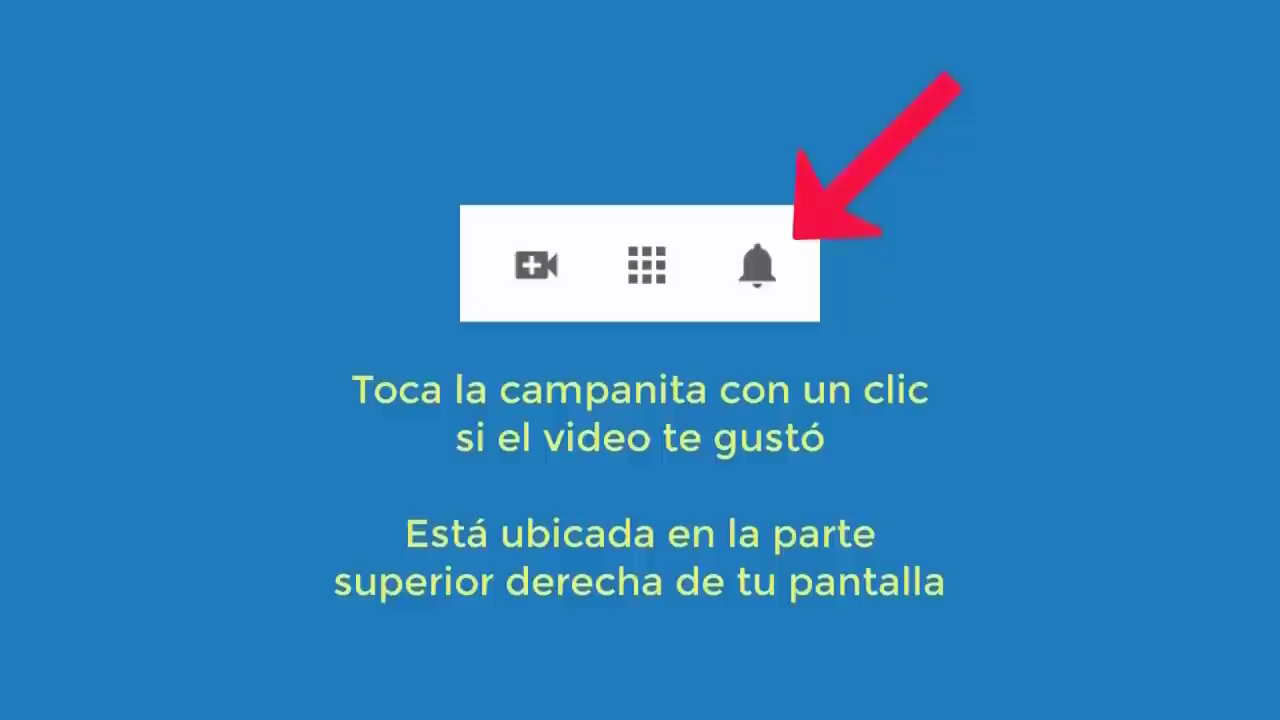 Toca la campanita con un clic
si el video te gustó
Está ubicada en la parte
superior derecha de tu pantalla